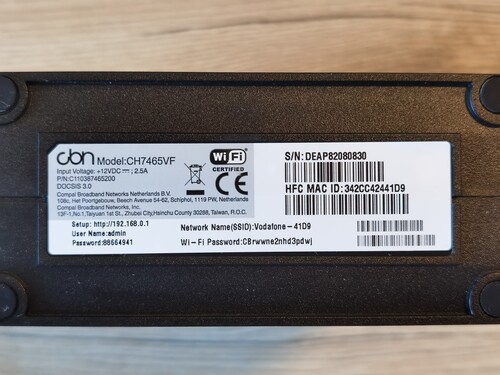 cbn Model:CH7465VF
Input Voltage: +12VDC⎓; 2.5A
P/N:C110387465200
DOCSIS 3.0
Compal Broadband Networks Netherlands B.V.
108c, Het Poortgebouw, Beech Avenue 54-62, Schiphol, 1119 PW, Netherlands
Compal Broadband Networks, Inc.
13F-1,No.1,Taiyuan 1st St., Zhubei City,Hsinchu County 30288, Taiwan, R.O.C.
Wi Fi
CERTIFIED
CE
S/N: DEAP82080830
HFC MAC ID: 342CC42441D9
Setup: http://192.168.0.1
User Name:admin
Password:88664941
Network Name(SSID):Vodafone-41D9
Wi-Fi Password:C8rwwne2nhd3pdwj